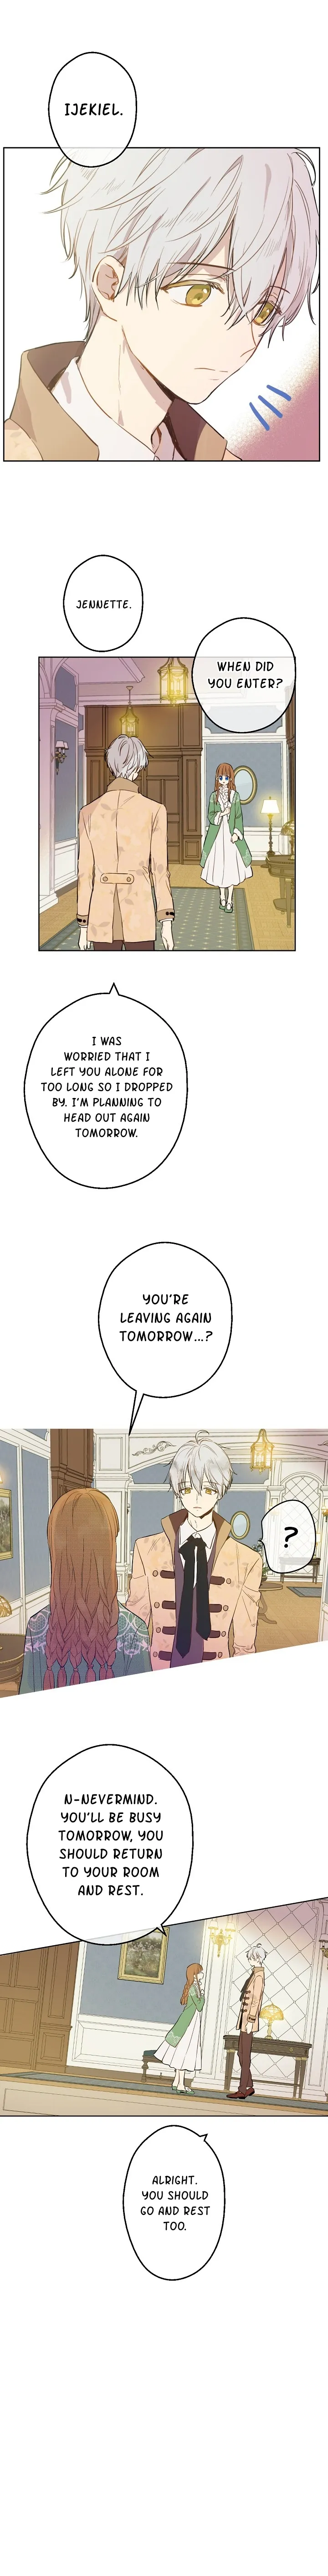 IJEKIEL.
JENNETTE.
WHEN DID
YOU ENTER?
I WAS
WORRIED THAT I
LEFT YOU ALONE FOR
TOO LONG SO I DROPPED
BY. I'M PLANNING TO
HEAD OUT AGAIN
TOMORROW.
YOU'RE
LEAVING AGAIN
TOMORROW...?
?
N-NEVERMIND.
YOU'LL BE BUSY
TOMORROW, YOU
SHOULD RETURN
TO YOUR ROOM
AND REST.
ALRIGHT.
YOU SHOULD
GO AND REST
TOO.